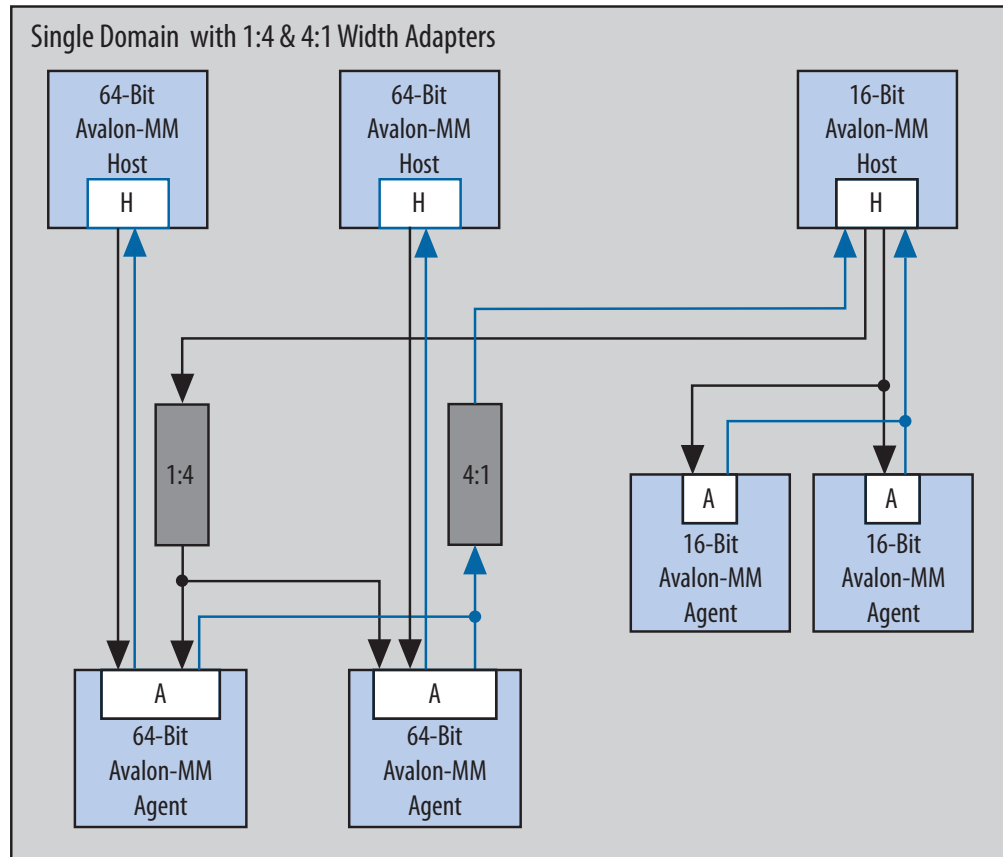 Single Domain with 1:4 & 4:1 Width Adapters
64-Bit
Avalon-MM
Host
H
64-Bit
Avalon-MM
Host
H
16-Bit
Avalon-MM
Host
H
1:4
4:1
A
16-Bit
Avalon-MM
Agent
A
16-Bit
Avalon-MM
Agent
A
64-Bit
Avalon-MM
Agent
A
64-Bit
Avalon-MM
Agent